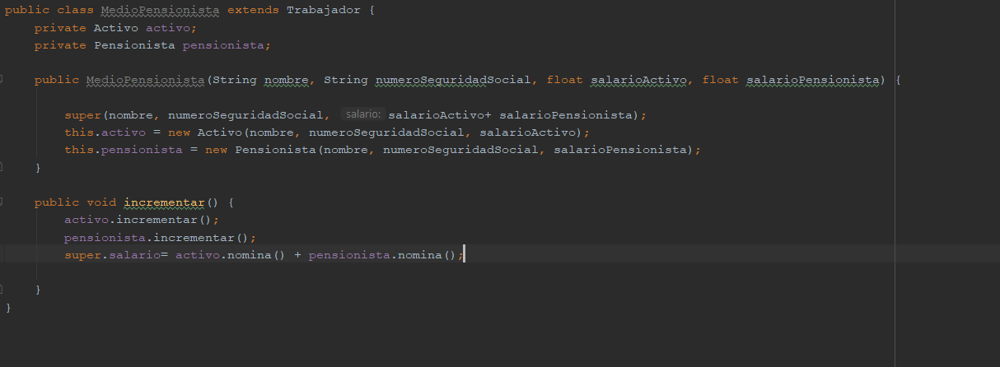 public class MedioPensionista extends Trabajador {
    private Activo activo;
    private Pensionista pensionista;
    public MedioPensionista(String nombre, String numeroSeguridadSocial, float salarioActivo, float salarioPensionista) {
        super(nombre, numeroSeguridadSocial, salario: salarioActivo+ salarioPensionista);
        this.activo = new Activo(nombre, numeroSeguridadSocial, salarioActivo);
        this.pensionista = new Pensionista(nombre, numeroSeguridadSocial, salarioPensionista);
    }
    public void incrementar() {
        activo.incrementar();
        pensionista.incrementar();
        super.salario= activo.nomina() + pensionista.nomina();
    }
}